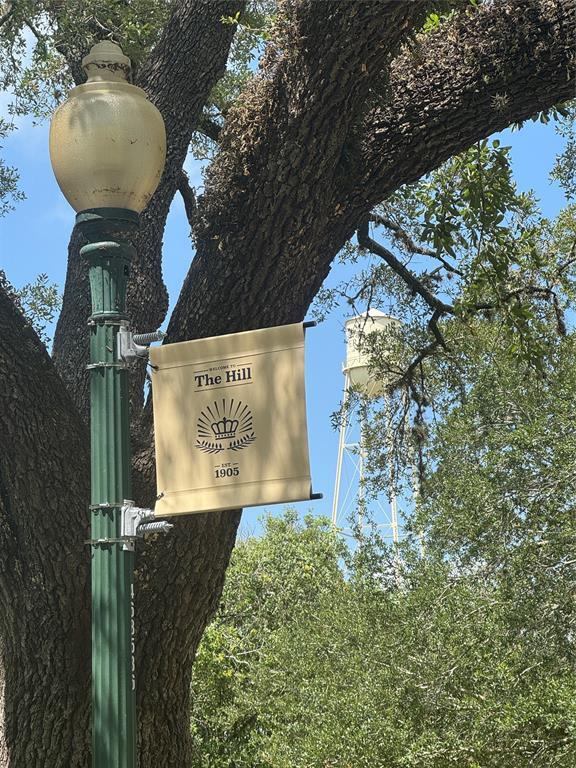 WELCOME TO
The Hill
EST.
1905